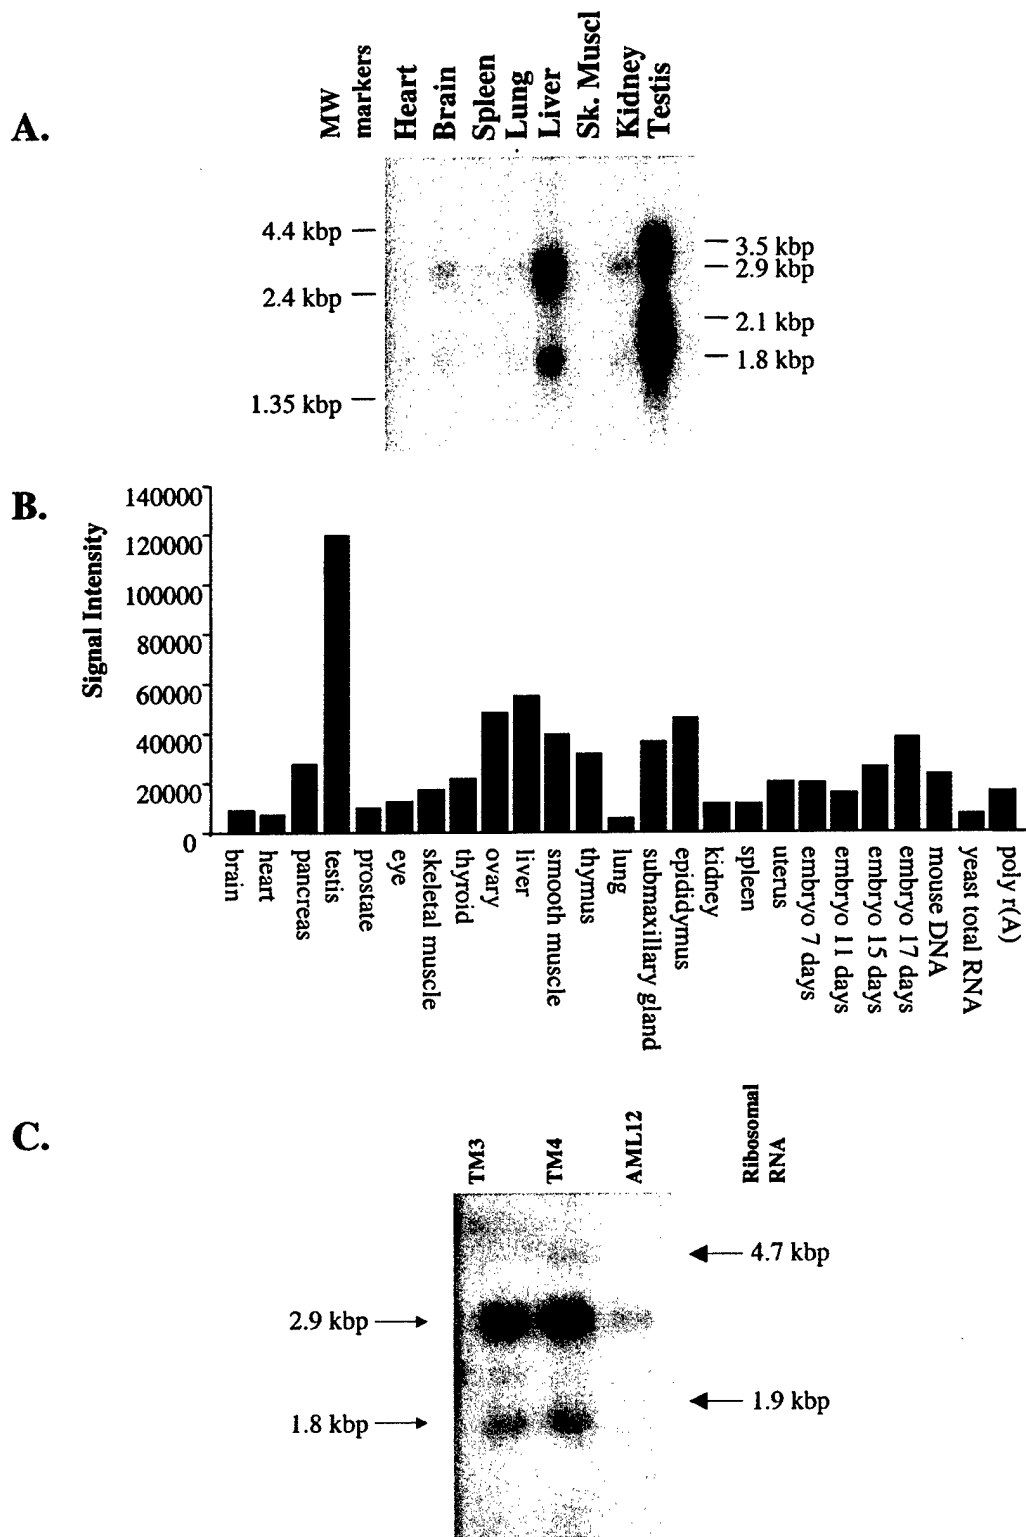 A.
MW
markers
Heart
Brain
Spleen
Lung
Liver
Sk. Muscl
Kidney
Testis
4.4 kbp
2.4 kbp
1.35 kbp
3.5 kbp
2.9 kbp
2.1 kbp
1.8 kbp
B.
Signal Intensity
140000
120000
100000
80000
60000
40000
20000
0
brain
heart
pancreas
testis
prostate
eye
skeletal muscle
thyroid
ovary
liver
smooth muscle
thymus
lung
submaxillary gland
epididymus
kidney
spleen
uterus
embryo 7 days
embryo 11 days
embryo 15 days
embryo 17 days
mouse DNA
yeast total RNA
poly r(A)
C.
TM3
TM4
AML12
Ribosomal
RNA
4.7 kbp
2.9 kbp
1.9 kbp
1.8 kbp